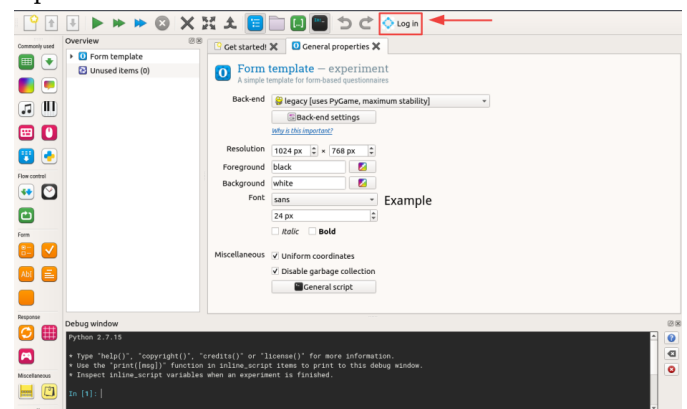 Log in
Commonly used
Flow control
Form
Abl
Response
Miscellaneous
Overview
Form template
Unused items (0)
Get started!
General properties
Form template — experiment
A simple template for form-based questionnaires
Back-end
legacy [uses PyGame, maximum stability]
Back-end settings
Why is this important?
Resolution
1024 px × 768 px
Foreground
black
Background
white
Font
sans
Example
24 px
Italic
Bold
Miscellaneous
Uniform coordinates
Disable garbage collection
General script
Debug window
Python 2.7.15
* Type "help()", "copyright()", "credits()" or "license()" for more information.
* Use the "print([msg])" function in inline_script items to print to this debug window.
* Inspect inline_script variables when an experiment is finished.
In [1]: